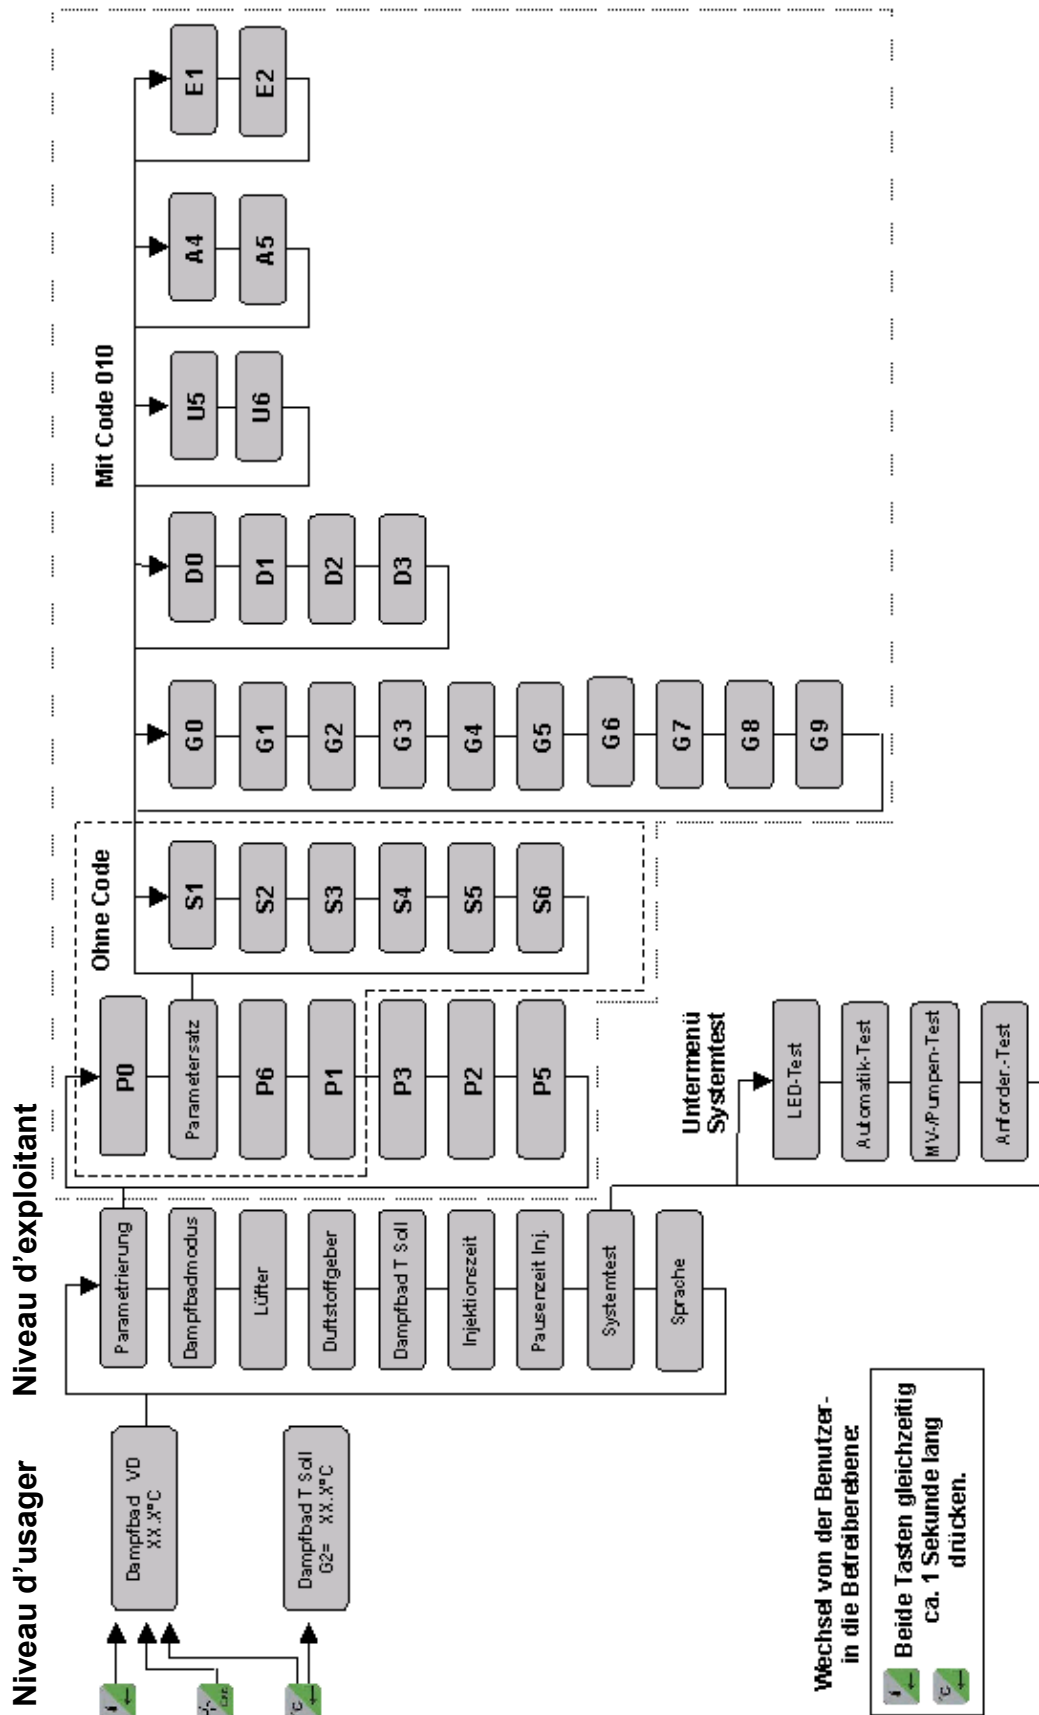 Niveau d'usager
Niveau d'exploitant
Dampfbad VD
XX.X°C
Dampfbad T Soll
G2= XX.X°C
Parametrierung
Dampfbadmodus
Lüfter
Duftstoffgeber
Dampfbad T Soll
Injektionszeit
Pausenzeit Inj.
Systemtest
Sprache
P0
Parametersatz
P6
P1
P3
P2
P5
Ohne Code
S1
S2
S3
S4
S5
S6
Mit Code 010
G0
G1
G2
G3
G4
G5
G6
G7
G8
G9
D0
D1
D2
D3
U5
U6
A4
A5
E1
E2
Untermenü
Systemtest
LED-Test
Automatik-Test
MV-/Pumpen-Test
Anforder.-Test
Wechsel von der Benutzer-
in die Betreiberebene:
Beide Tasten gleichzeitig
ca. 1 Sekunde lang
drücken.